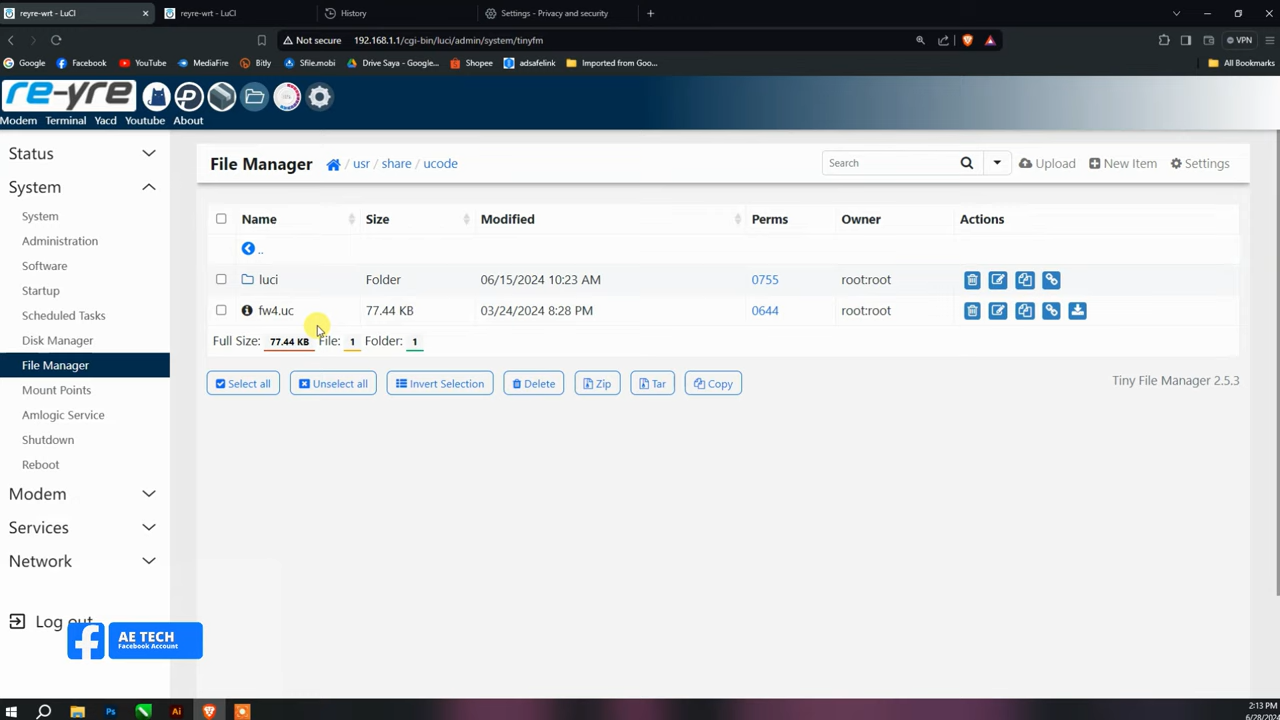 reyre-wrt - LuCI
reyre-wrt - LuCI
History
Settings - Privacy and security
Not secure 192.168.1.1/cgi-bin/luci/admin/system/tinyfm
VPN
Google Facebook YouTube MediaFire Bitly Sfile.mobi Drive Saya - Google... Shopee adsafelink Imported from Goo... All Bookmarks
re-yre
Modem Terminal Yacd Youtube About
Status
System
System
Administration
Software
Startup
Scheduled Tasks
Disk Manager
File Manager
Mount Points
Amlogic Service
Shutdown
Reboot
Modem
Services
Network
Log out
AE TECH
Facebook Account
File Manager / usr / share / ucode
Search
Upload New Item Settings
Name Size Modified Perms Owner Actions
..
luci Folder 06/15/2024 10:23 AM 0755 root:root
fw4.uc 77.44 KB 03/24/2024 8:28 PM 0644 root:root
Full Size: 77.44 KB File: 1 Folder: 1
Select all Unselect all Invert Selection Delete Zip Tar Copy
Tiny File Manager 2.5.3
2:13 PM
6/28/2024